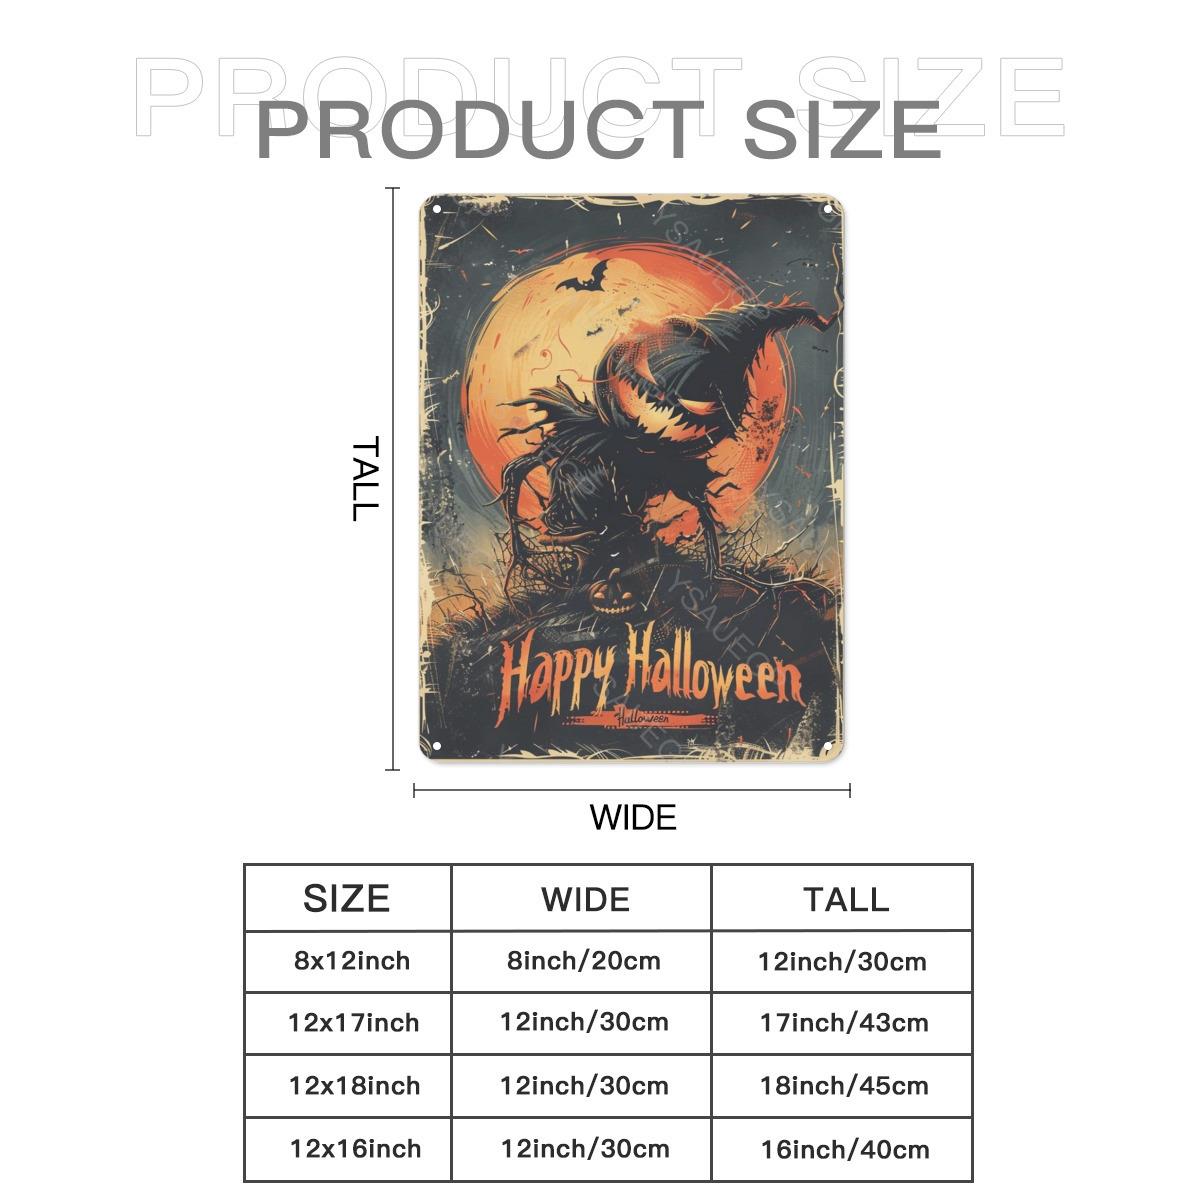 PRODUCT SIZE
PRODUCT SIZE
TALL
Happy Halloween
Halloween
WIDE
SIZE WIDE TALL
8x12inch 8inch/20cm 12inch/30cm
12x17inch 12inch/30cm 17inch/43cm
12x18inch 12inch/30cm 18inch/45cm
12x16inch 12inch/30cm 16inch/40cm